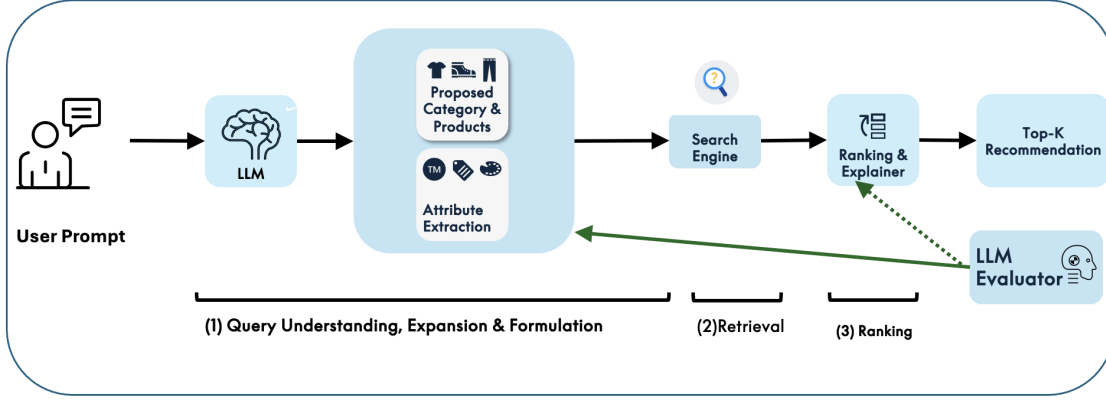 User Prompt
LLM
Proposed
Category &
Products
TM
Attribute
Extraction
?
Search
Engine
Ranking &
Explainer
Top-K
Recommendation
LLM
Evaluator
(1) Query Understanding, Expansion & Formulation
(2)Retrieval
(3) Ranking